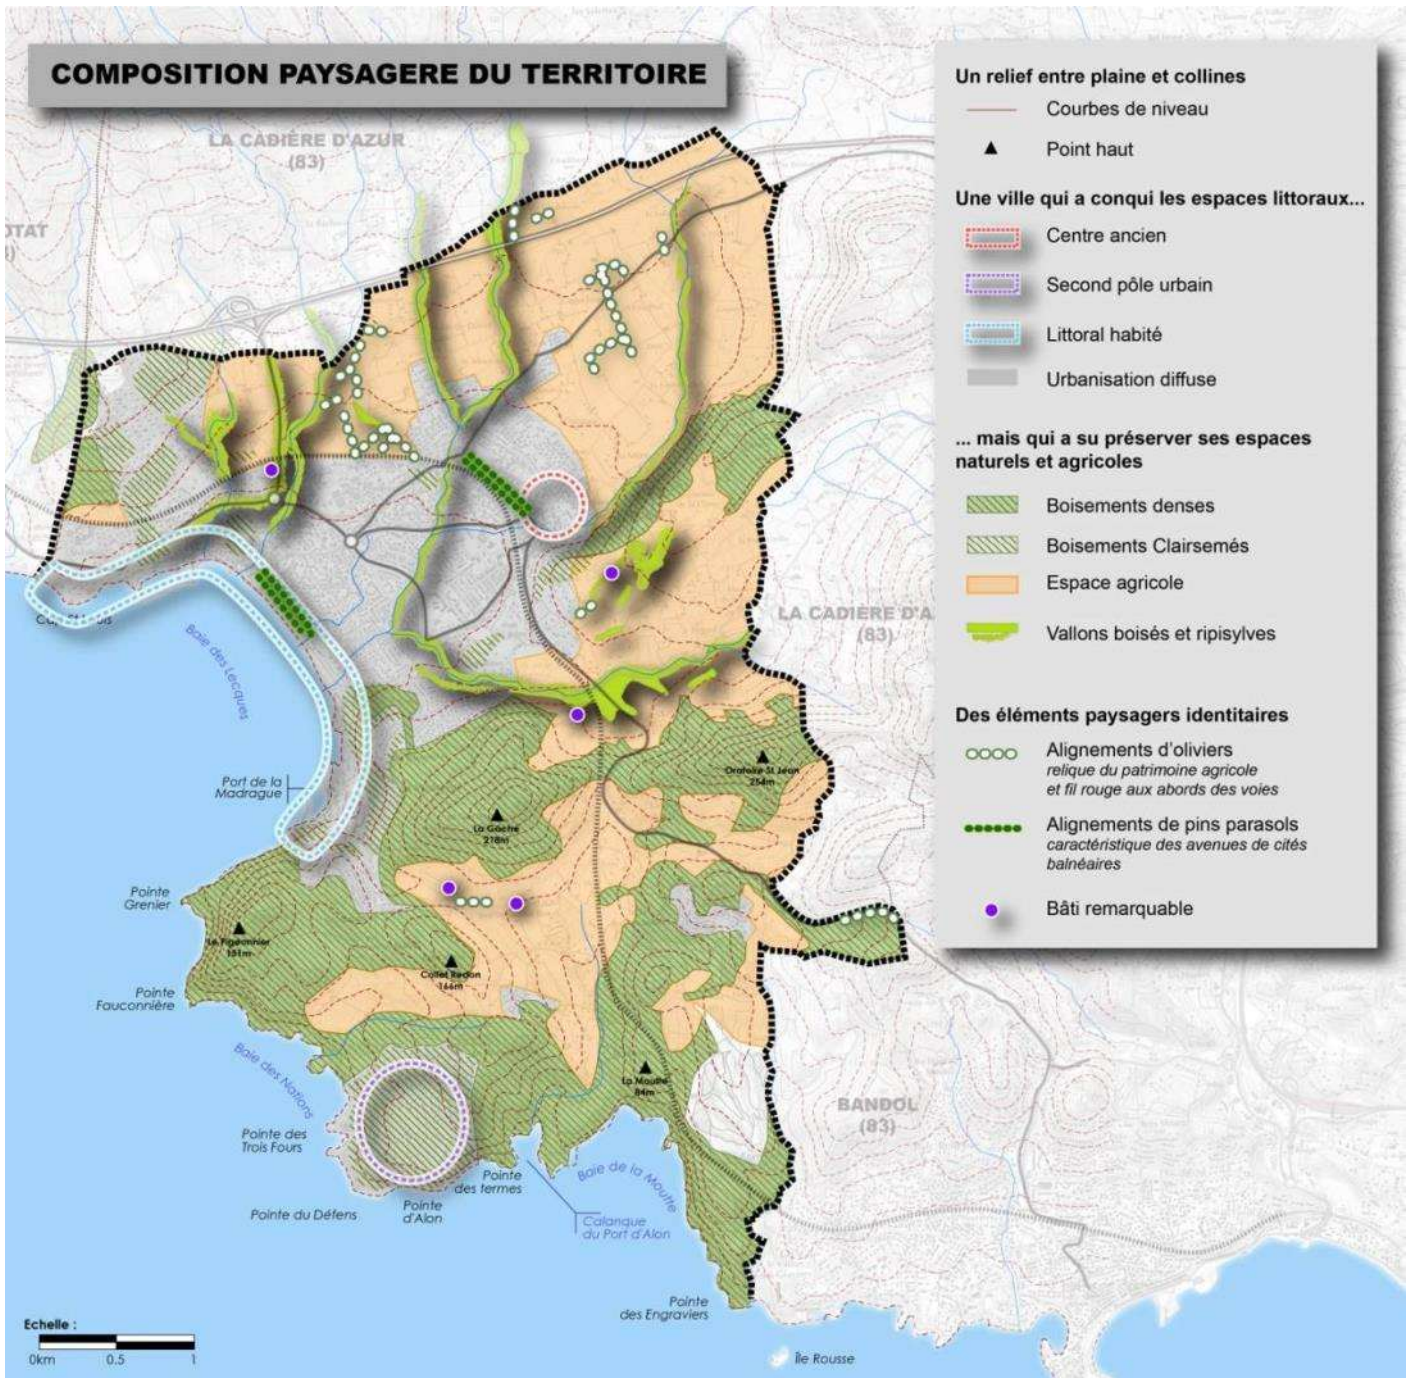 COMPOSITION PAYSAGERE DU TERRITOIRE
Un relief entre plaine et collines
Courbes de niveau
Point haut
Une ville qui a conqui les espaces littoraux...
Centre ancien
Second pôle urbain
Littoral habité
Urbanisation diffuse
... mais qui a su préserver ses espaces
naturels et agricoles
Boisements denses
Boisements Clairsemés
Espace agricole
Vallons boisés et ripisylves
Des éléments paysagers identitaires
Alignements d'oliviers
relique du patrimoine agricole
et fil rouge aux abords des voies
Alignements de pins parasols
caractéristique des avenues de cités
balnéaires
Bâti remarquable
LA CADIÈRE D'AZUR
(83)
OTAT
LA CADIÈRE D'A
(83)
Baie des Lecques
Port de la
Madrague
Oratoire St Jean
254m
La Gache
218m
Pointe
Grenier
Le Pigeonnier
151m
Collet Redon
166m
Pointe
Fauconnière
Baie des Nations
La Moutte
84m
BANDOL
(83)
Pointe des
Trois Fours
Pointe
des termes
Baie de la Moutte
Pointe du Défens
Pointe
d'Alon
Calanque
du Port d'Alon
Pointe
des Engraviers
Île Rousse
Echelle :
0km 0.5 1